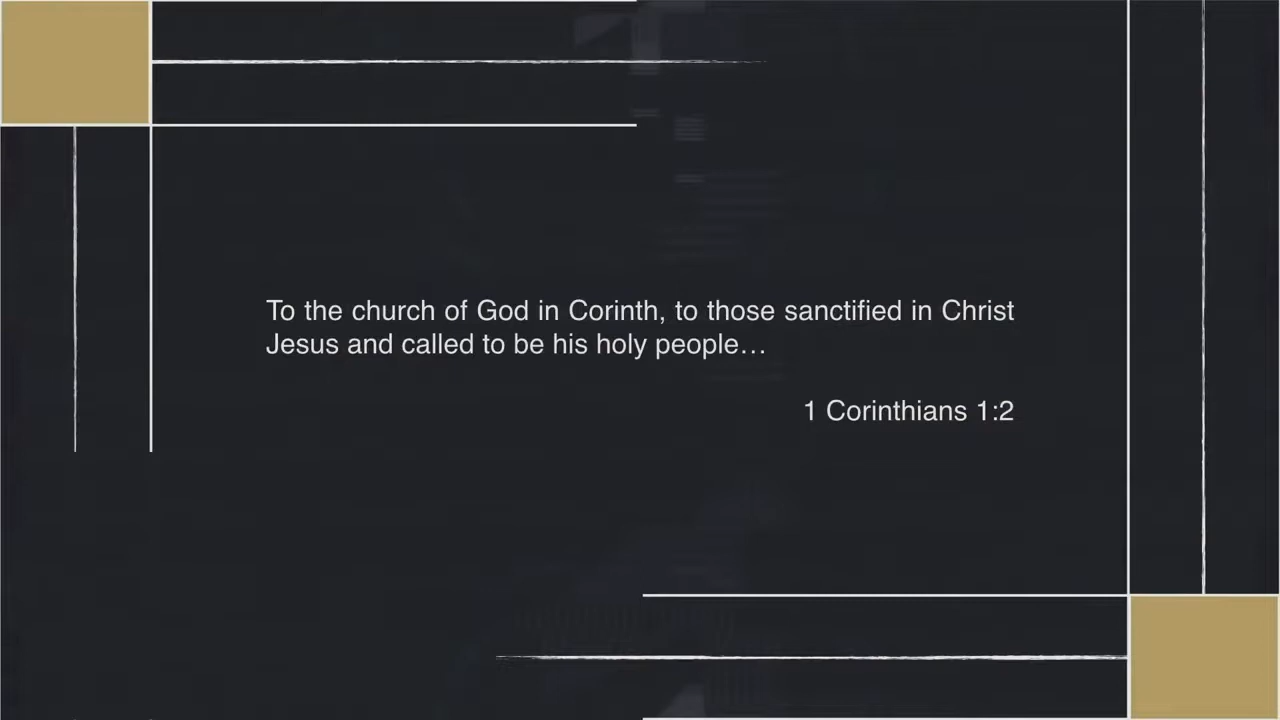 To the church of God in Corinth, to those sanctified in Christ
Jesus and called to be his holy people…
1 Corinthians 1:2